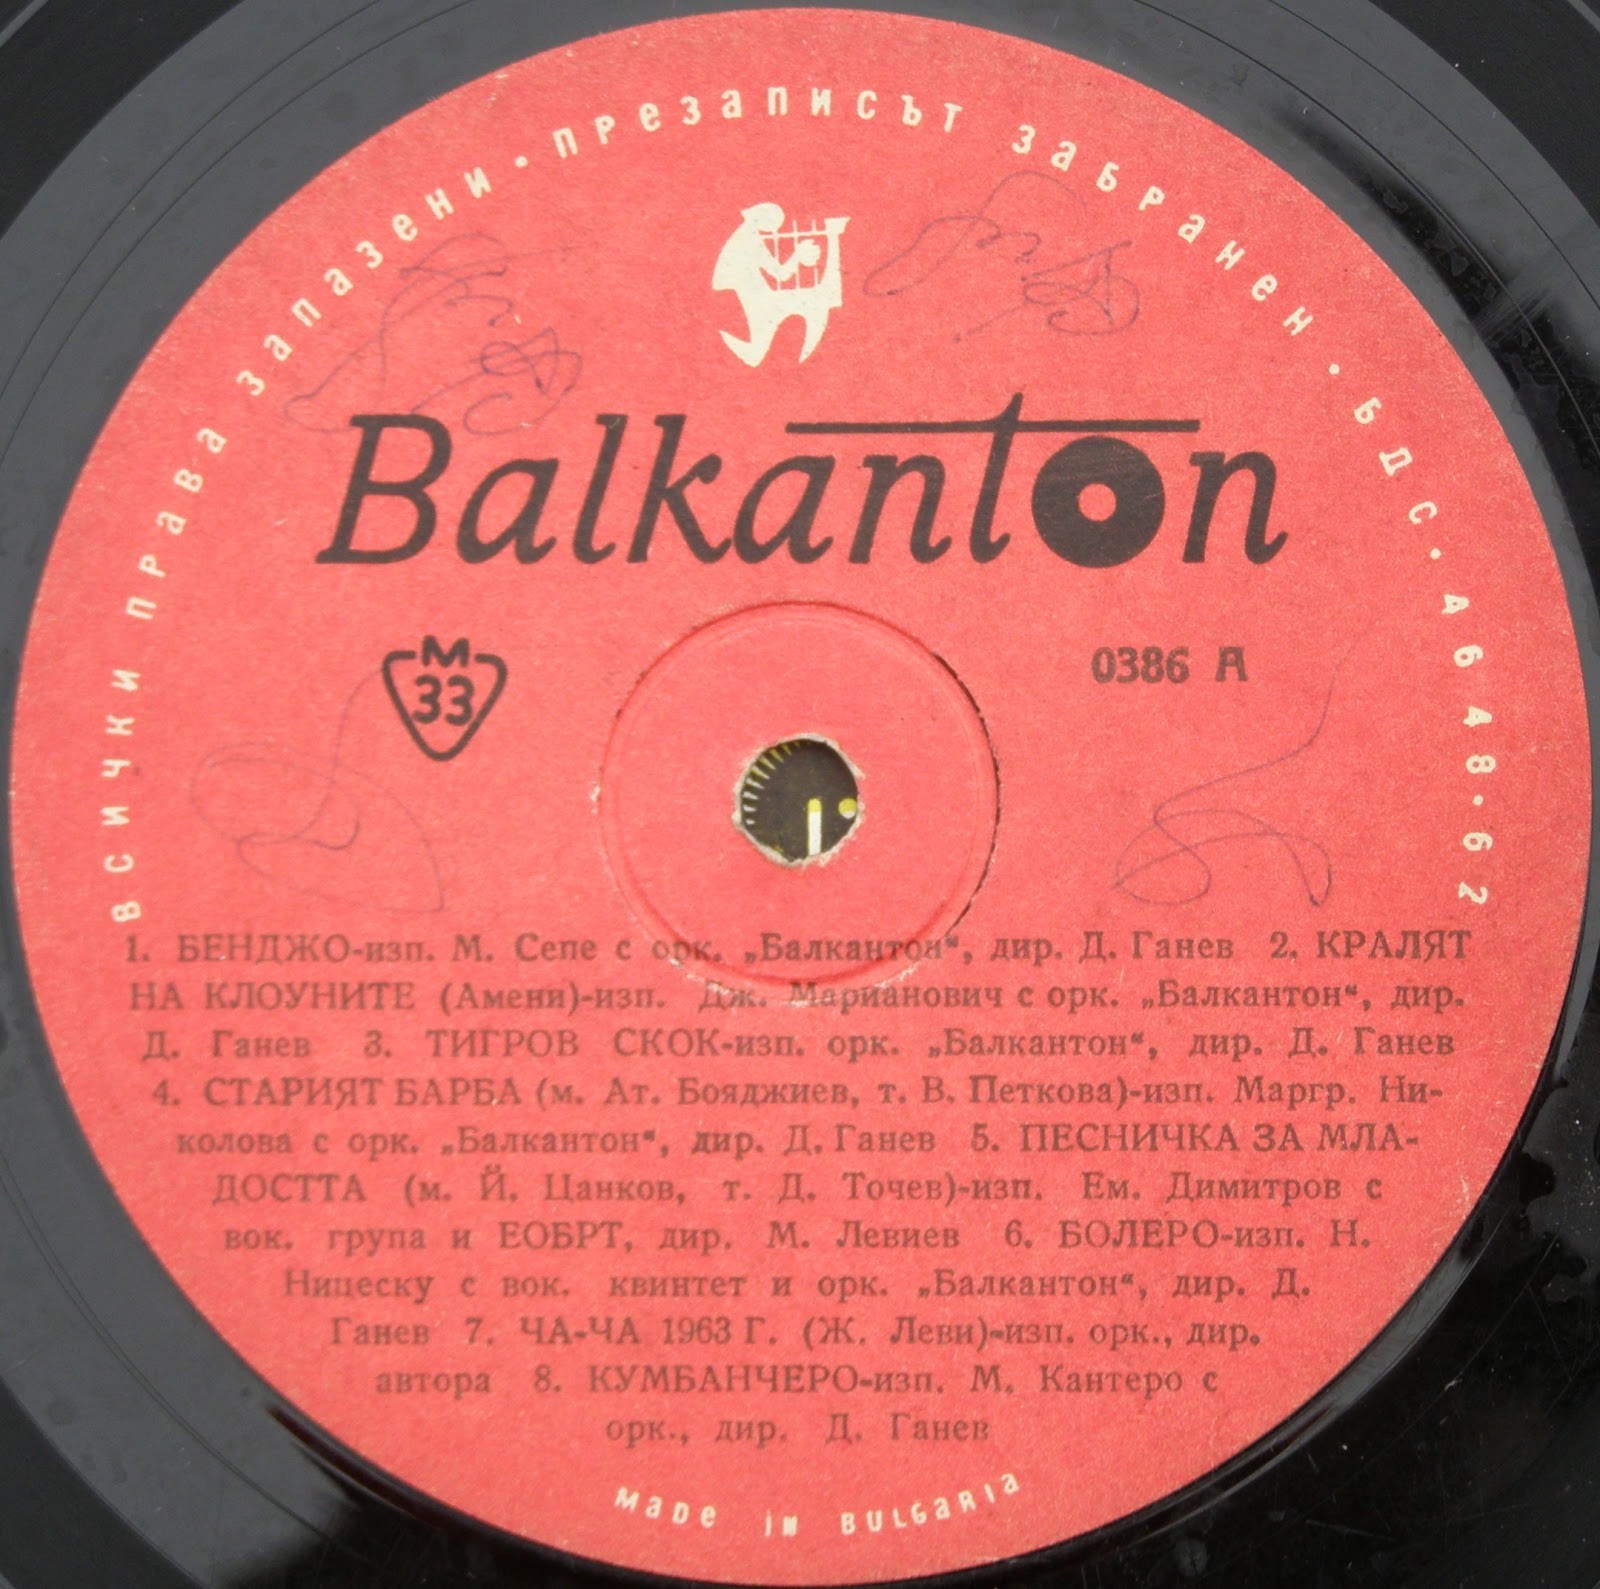 всички права запазени · презаписът забранен · БДС · 4648 · 62
Balkanton
М
33
0386 А
1. БЕНДЖО-изп. М. Сепе с орк. „Балкантон“, дир. Д. Ганев 2. КРАЛЯТ
НА КЛОУНИТЕ (Амени)-изп. Дж. Марианович с орк. „Балкантон“, дир.
Д. Ганев 3. ТИГРОВ СКОК-изп. орк. „Балкантон“, дир. Д. Ганев
4. СТАРИЯТ БАРБА (м. Ат. Бояджиев, т. В. Петкова)-изп. Маргр. Ни-
колова с орк. „Балкантон“, дир. Д. Ганев 5. ПЕСНИЧКА ЗА МЛА-
ДОСТТА (м. Й. Цанков, т. Д. Точев)-изп. Ем. Димитров с
вок. група и ЕОБРТ, дир. М. Левиев 6. БОЛЕРО-изп. Н.
Ницеску с вок. квинтет и орк. „Балкантон“, дир. Д.
Ганев 7. ЧА-ЧА 1963 Г. (Ж. Леви)-изп. орк., дир.
автора 8. КУМБАНЧЕРО-изп. М. Кантеро с
орк., дир. Д. Ганев
made in Bulgaria